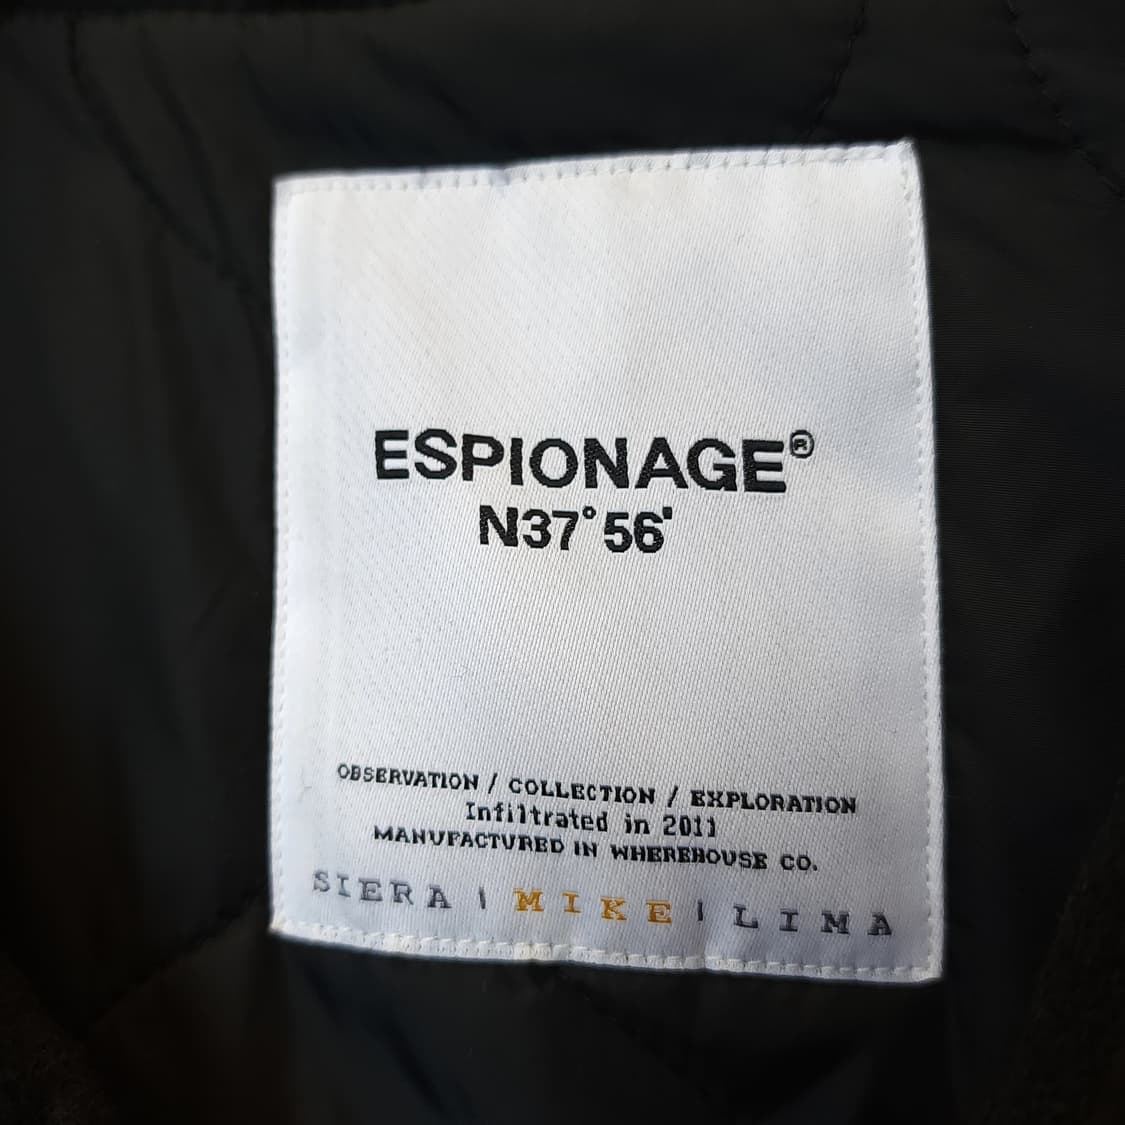 ESPIONAGE®
N37°56'
OBSERVATION / COLLECTION / EXPLORATION
Infiltrated in 2011
MANUFACTURED IN WHEREHOUSE CO.
SIERA | MIKE | LIMA